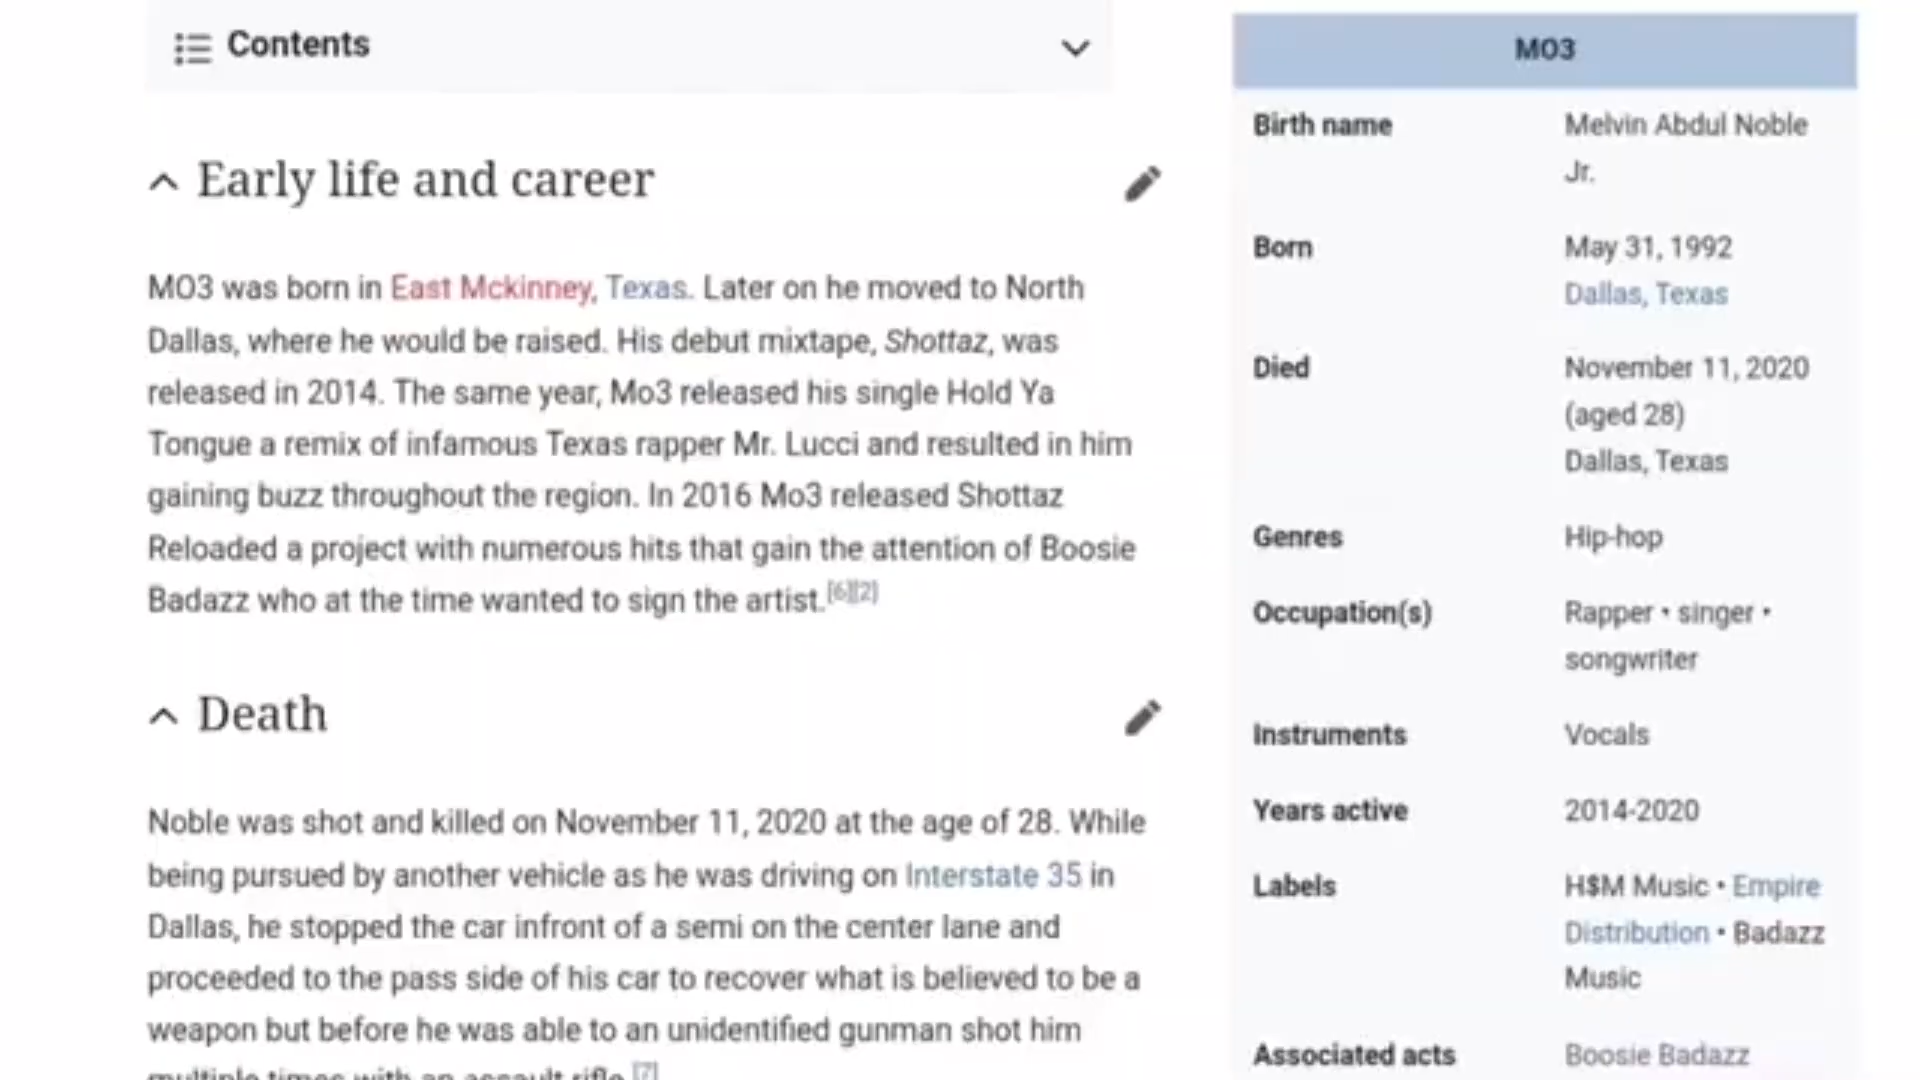 Contents
Early life and career
MO3 was born in East Mckinney, Texas. Later on he moved to North
Dallas, where he would be raised. His debut mixtape, Shottaz, was
released in 2014. The same year, Mo3 released his single Hold Ya
Tongue a remix of infamous Texas rapper Mr. Lucci and resulted in him
gaining buzz throughout the region. In 2016 Mo3 released Shottaz
Reloaded a project with numerous hits that gain the attention of Boosie
Badazz who at the time wanted to sign the artist.[6][2]
Death
Noble was shot and killed on November 11, 2020 at the age of 28. While
being pursued by another vehicle as he was driving on Interstate 35 in
Dallas, he stopped the car infront of a semi on the center lane and
proceeded to the pass side of his car to recover what is believed to be a
weapon but before he was able to an unidentified gunman shot him
multiple times with an assault rifle.[7]
MO3
Birth name Melvin Abdul Noble
Jr.
Born May 31, 1992
Dallas, Texas
Died November 11, 2020
(aged 28)
Dallas, Texas
Genres Hip-hop
Occupation(s) Rapper • singer •
songwriter
Instruments Vocals
Years active 2014-2020
Labels H$M Music • Empire
Distribution • Badazz
Music
Associated acts Boosie Badazz